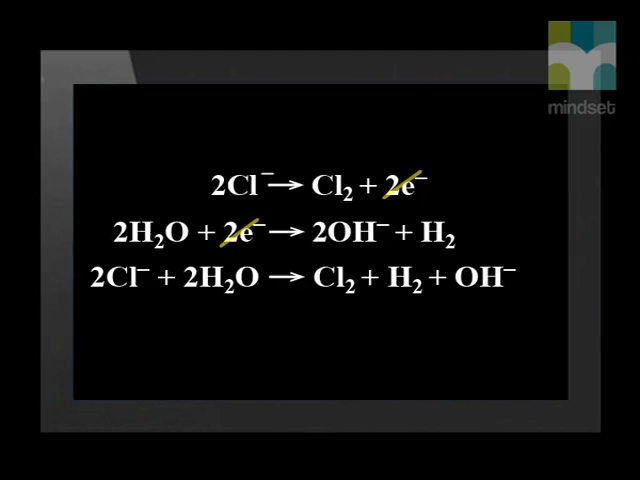 mindset
2Cl⁻ → Cl₂ + 2e⁻
2H₂O + 2e⁻ → 2OH⁻ + H₂
2Cl⁻ + 2H₂O → Cl₂ + H₂ + OH⁻